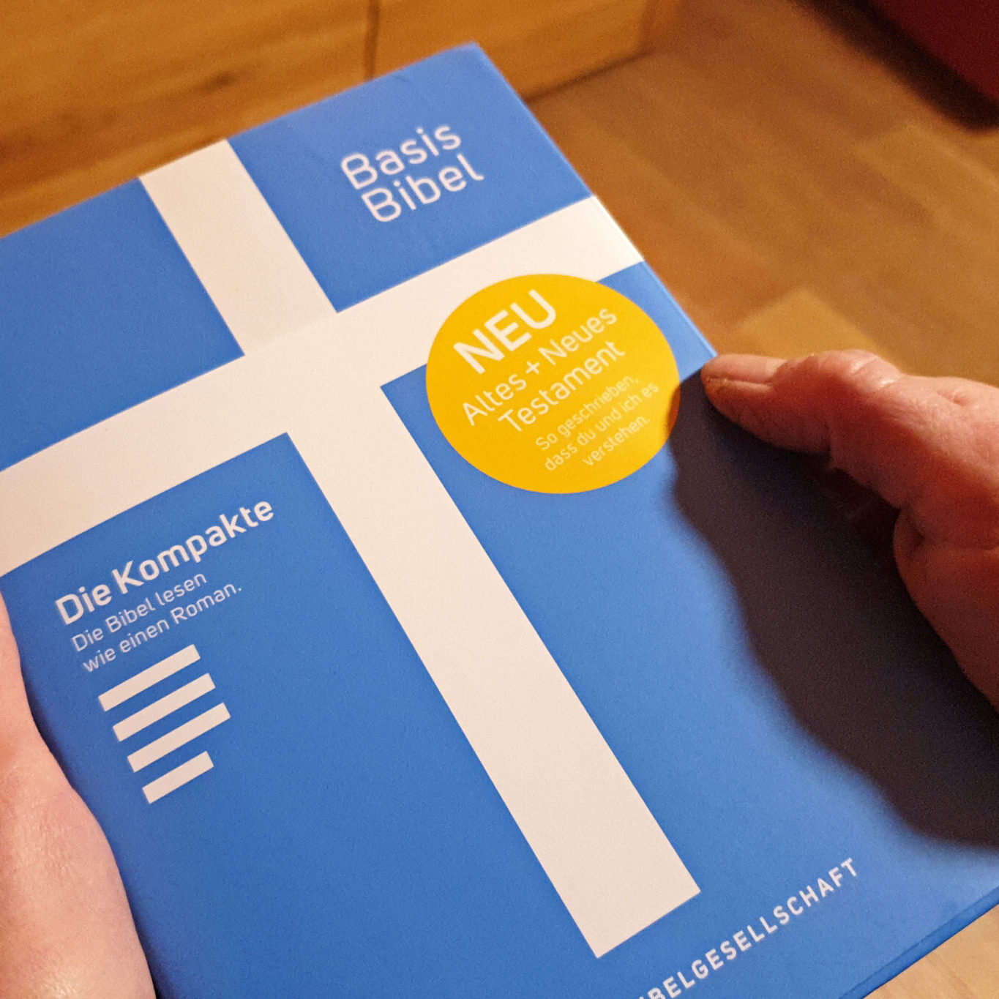 Basis
Bibel
NEU
Altes + Neues
Testament
So geschrieben,
dass du und ich es
verstehen.
Die Kompakte
Die Bibel lesen
wie einen Roman.
IBELGESELLSCHAFT